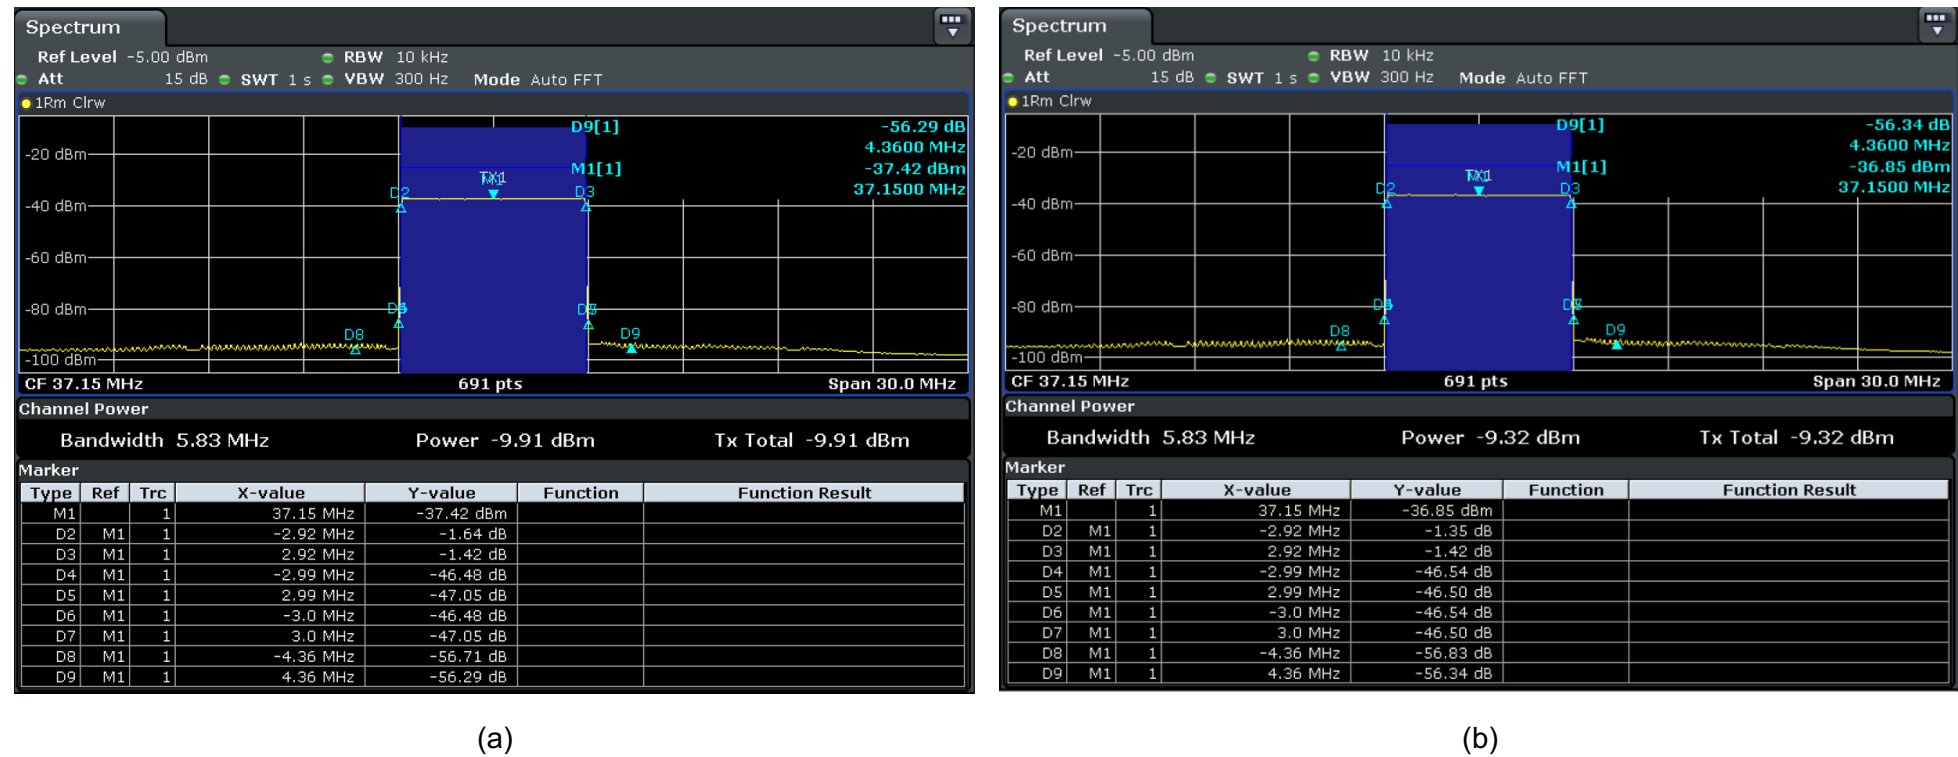 Spectrum
Ref Level -5.00 dBm RBW 10 kHz
Att 15 dB SWT 1 s VBW 300 Hz Mode Auto FFT
1Rm Clrw
D9[1] -56.29 dB
4.3600 MHz
M1[1] -37.42 dBm
37.1500 MHz
TX1
D2 D3
D8 D9
-20 dBm
-40 dBm
-60 dBm
-80 dBm
-100 dBm
CF 37.15 MHz 691 pts Span 30.0 MHz
Channel Power
Bandwidth 5.83 MHz Power -9.91 dBm Tx Total -9.91 dBm
Marker
Type Ref Trc X-value Y-value Function Function Result
M1 1 37.15 MHz -37.42 dBm
D2 M1 1 -2.92 MHz -1.64 dB
D3 M1 1 2.92 MHz -1.42 dB
D4 M1 1 -2.99 MHz -46.48 dB
D5 M1 1 2.99 MHz -47.05 dB
D6 M1 1 -3.0 MHz -46.48 dB
D7 M1 1 3.0 MHz -47.05 dB
D8 M1 1 -4.36 MHz -56.71 dB
D9 M1 1 4.36 MHz -56.29 dB
(a)
Spectrum
Ref Level -5.00 dBm RBW 10 kHz
Att 15 dB SWT 1 s VBW 300 Hz Mode Auto FFT
1Rm Clrw
D9[1] -56.34 dB
4.3600 MHz
M1[1] -36.85 dBm
37.1500 MHz
TX1
D2 D3
D8 D9
-20 dBm
-40 dBm
-60 dBm
-80 dBm
-100 dBm
CF 37.15 MHz 691 pts Span 30.0 MHz
Channel Power
Bandwidth 5.83 MHz Power -9.32 dBm Tx Total -9.32 dBm
Marker
Type Ref Trc X-value Y-value Function Function Result
M1 1 37.15 MHz -36.85 dBm
D2 M1 1 -2.92 MHz -1.35 dB
D3 M1 1 2.92 MHz -1.42 dB
D4 M1 1 -2.99 MHz -46.54 dB
D5 M1 1 2.99 MHz -46.50 dB
D6 M1 1 -3.0 MHz -46.54 dB
D7 M1 1 3.0 MHz -46.50 dB
D8 M1 1 -4.36 MHz -56.83 dB
D9 M1 1 4.36 MHz -56.34 dB
(b)